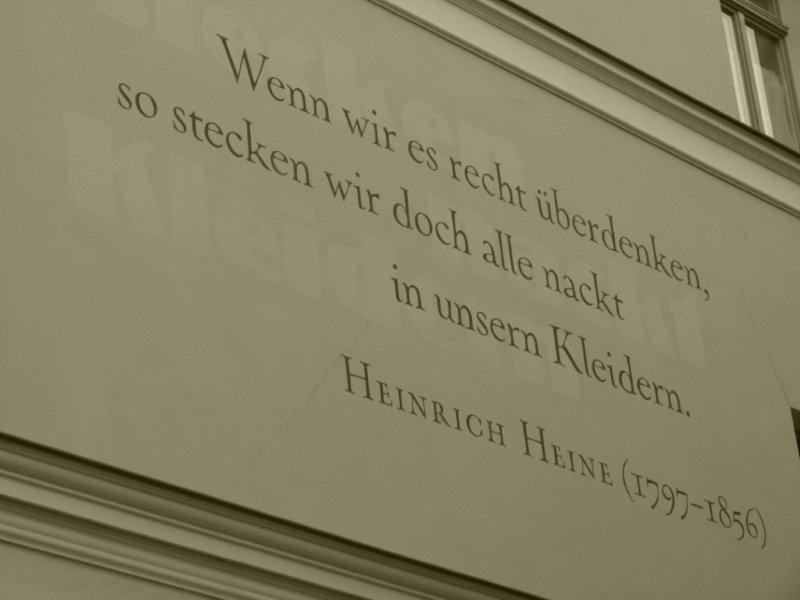 Wenn wir es recht überdenken,
so stecken wir doch alle nackt
in unsern Kleidern.
HEINRICH HEINE (1797–1856)